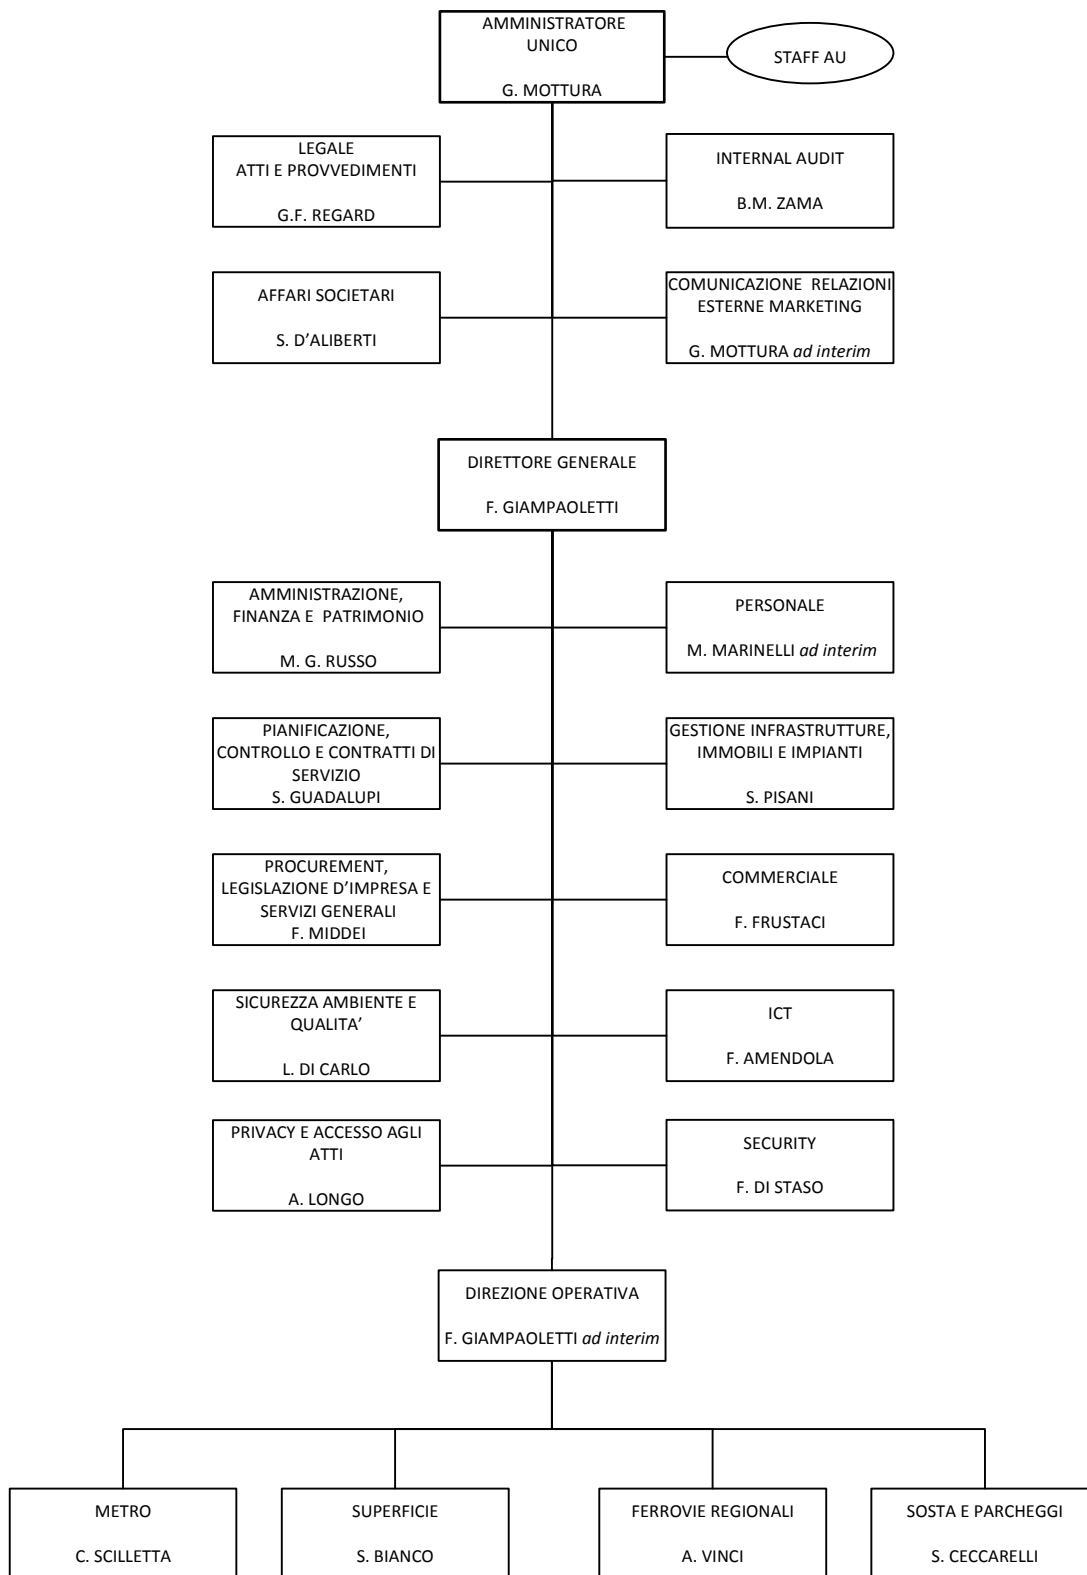 AMMINISTRATORE
UNICO
G. MOTTURA
STAFF AU
LEGALE
ATTI E PROVVEDIMENTI
G.F. REGARD
INTERNAL AUDIT
B.M. ZAMA
AFFARI SOCIETARI
S. D’ALIBERTI
COMUNICAZIONE RELAZIONI
ESTERNE MARKETING
G. MOTTURA ad interim
DIRETTORE GENERALE
F. GIAMPAOLETTI
AMMINISTRAZIONE,
FINANZA E PATRIMONIO
M. G. RUSSO
PERSONALE
M. MARINELLI ad interim
PIANIFICAZIONE,
CONTROLLO E CONTRATTI DI
SERVIZIO
S. GUADALUPI
GESTIONE INFRASTRUTTURE,
IMMOBILI E IMPIANTI
S. PISANI
PROCUREMENT,
LEGISLAZIONE D’IMPRESA E
SERVIZI GENERALI
F. MIDDEI
COMMERCIALE
F. FRUSTACI
SICUREZZA AMBIENTE E
QUALITA’
L. DI CARLO
ICT
F. AMENDOLA
PRIVACY E ACCESSO AGLI
ATTI
A. LONGO
SECURITY
F. DI STASO
DIREZIONE OPERATIVA
F. GIAMPAOLETTI ad interim
METRO
C. SCILLETTA
SUPERFICIE
S. BIANCO
FERROVIE REGIONALI
A. VINCI
SOSTA E PARCHEGGI
S. CECCARELLI